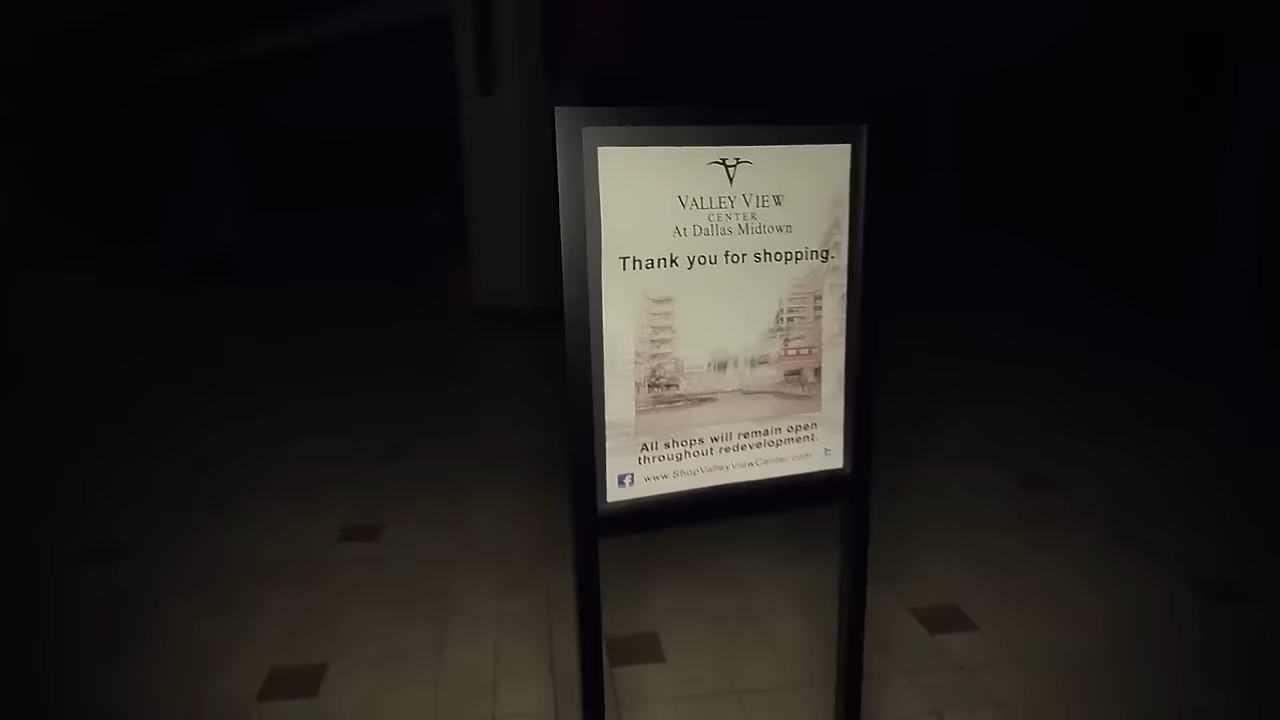 VALLEY VIEW
CENTER
At Dallas Midtown
Thank you for shopping.
All shops will remain open
throughout redevelopment.
www.ShopValleyViewCenter.com